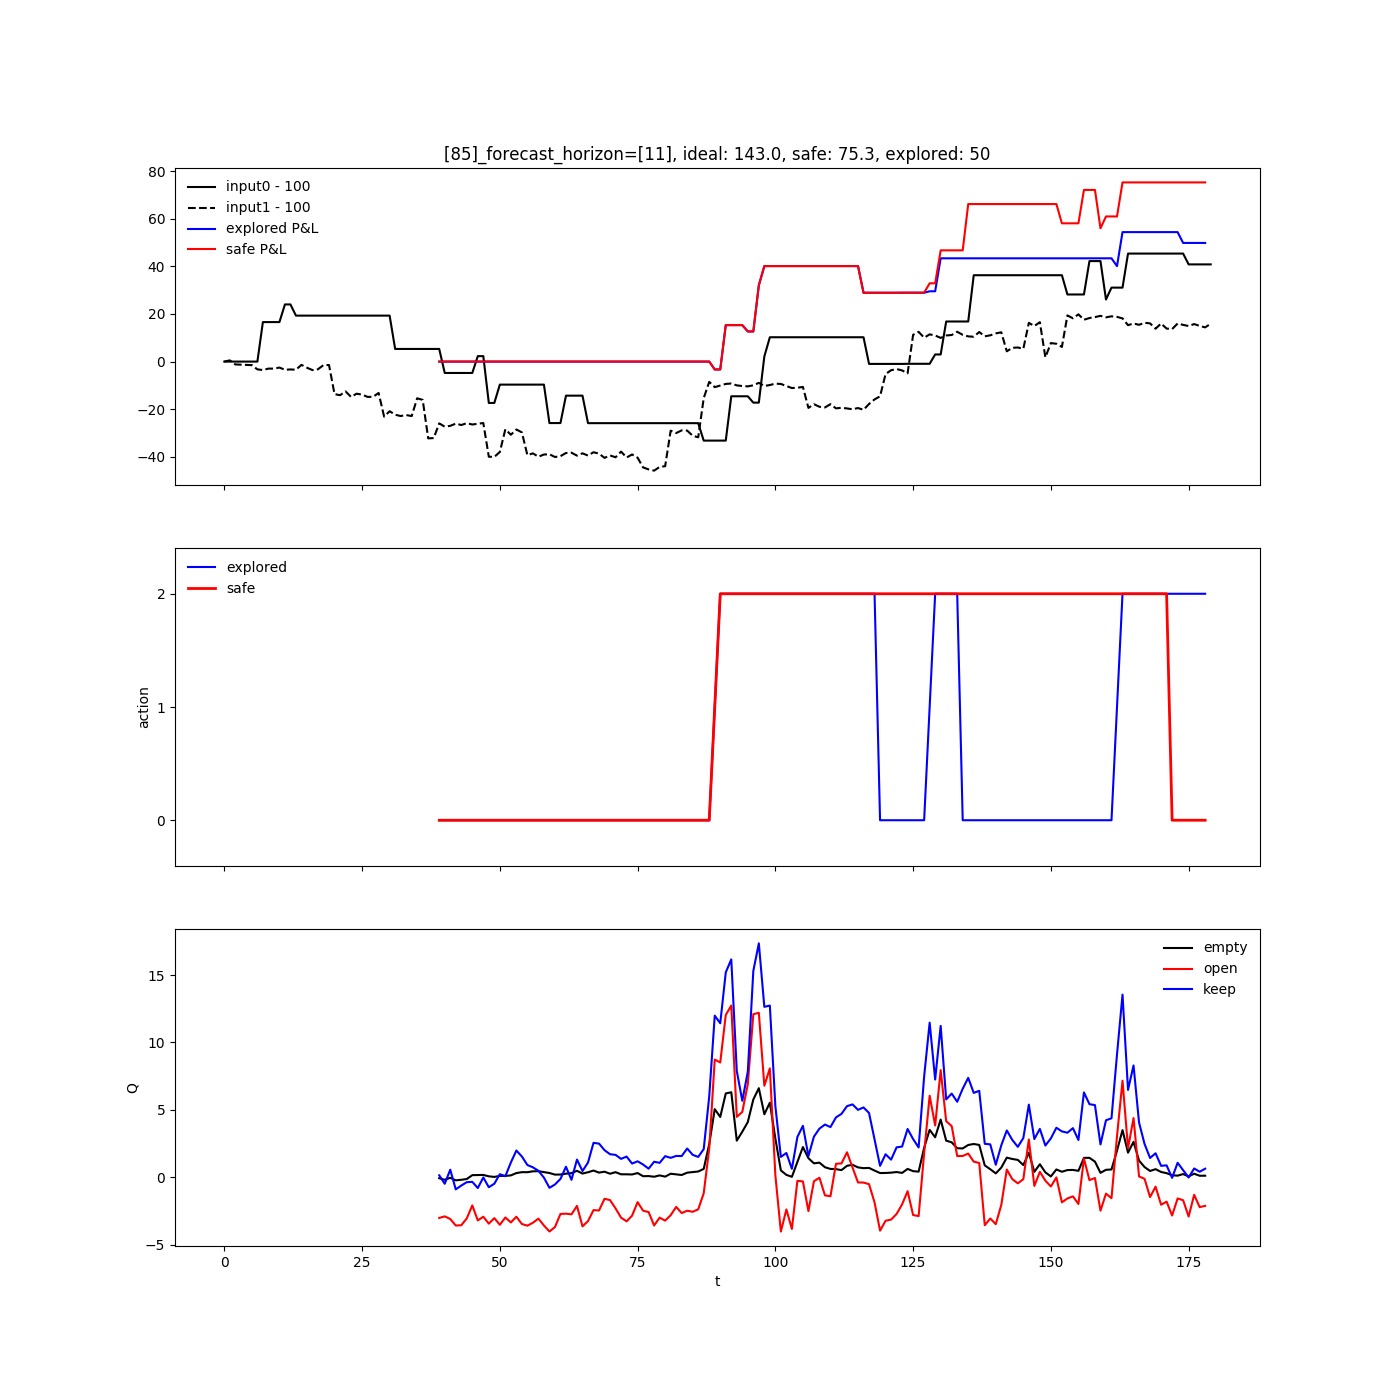 [85]_forecast_horizon=[11], ideal: 143.0, safe: 75.3, explored: 50
80
60
40
20
0
−20
−40
input0 - 100
input1 - 100
explored P&L
safe P&L
action
2
1
0
explored
safe
Q
15
10
5
0
−5
empty
open
keep
0 25 50 75 100 125 150 175
t